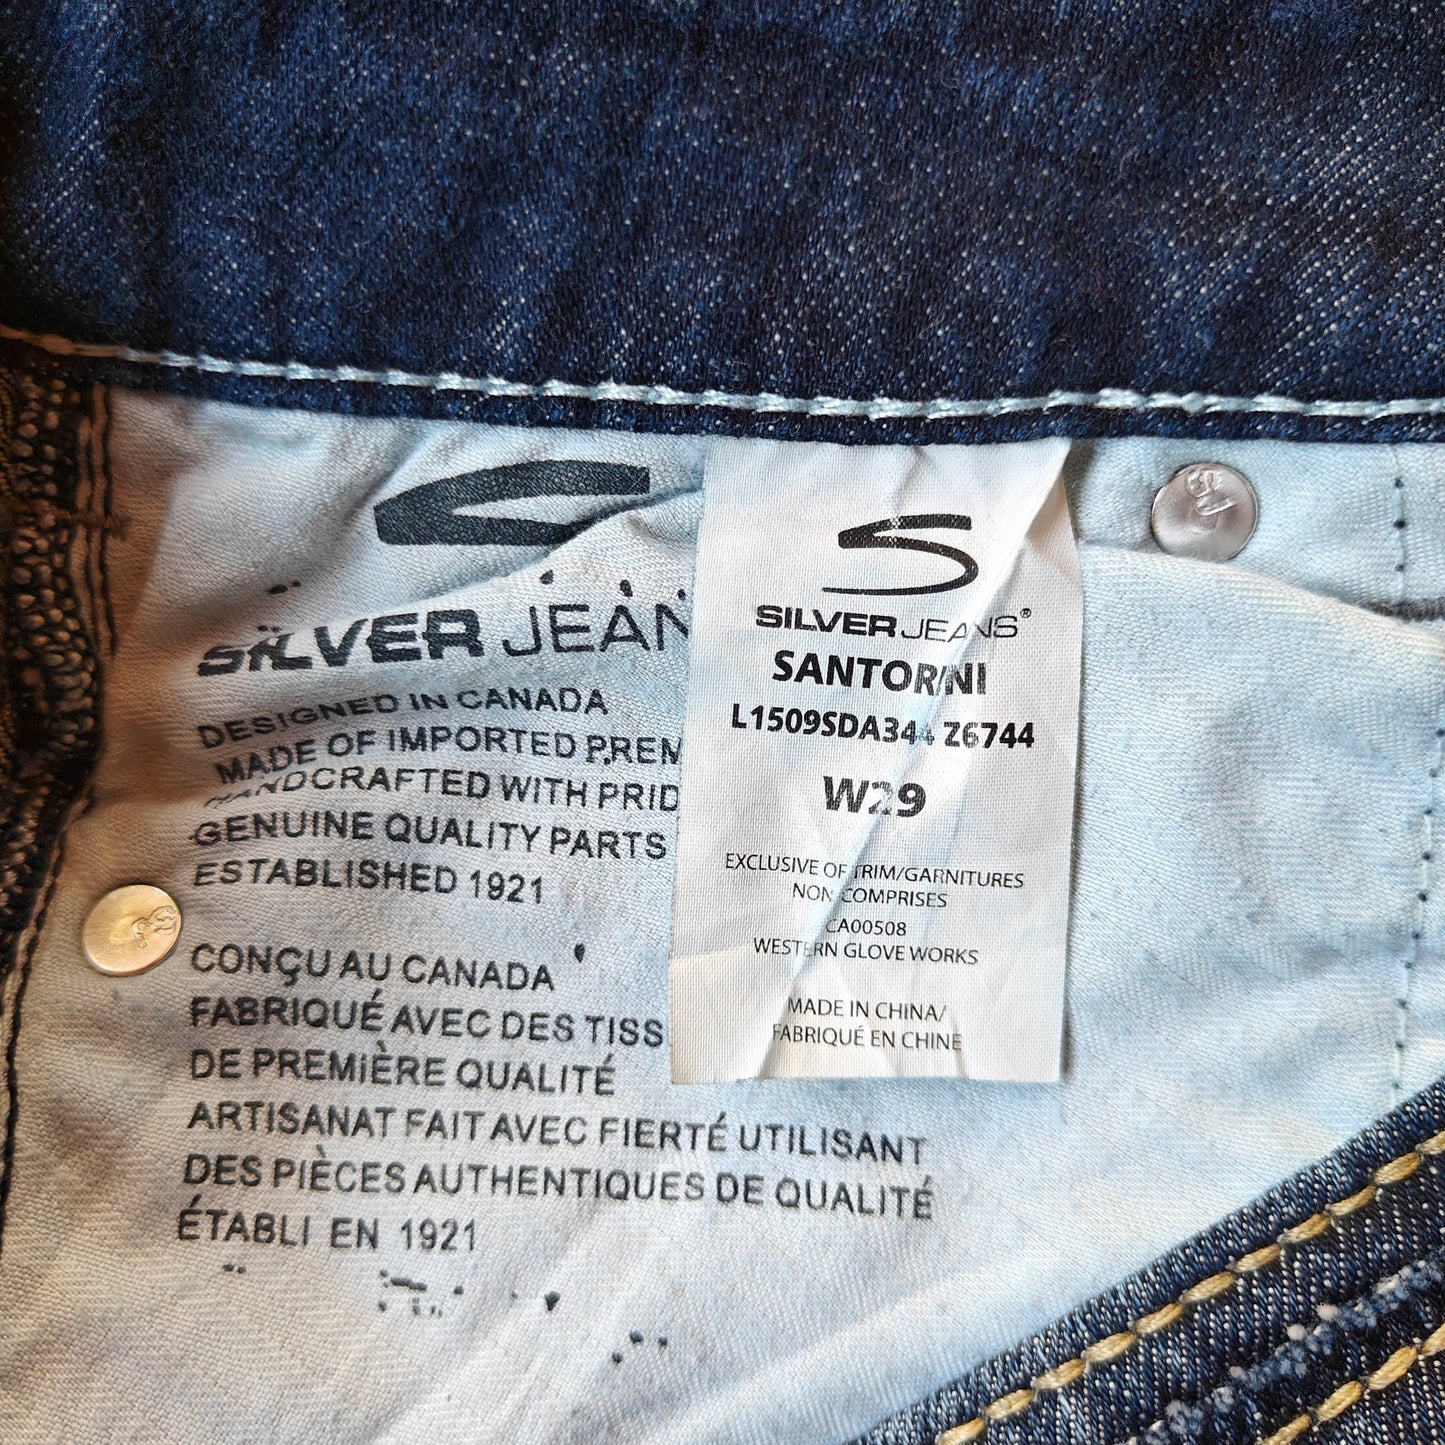 SILVER JEAN
DESIGNED IN CANADA
MADE OF IMPORTED PREM
HANDCRAFTED WITH PRID
GENUINE QUALITY PARTS
ESTABLISHED 1921
CONÇU AU CANADA
FABRIQUÉ AVEC DES TISS
DE PREMIÈRE QUALITÉ
ARTISANAT FAIT AVEC FIERTÉ UTILISANT
DES PIÈCES AUTHENTIQUES DE QUALITÉ
ÉTABLI EN 1921
SILVER JEANS®
SANTORINI
L1509SDA344 Z6744
W29
EXCLUSIVE OF TRIM/GARNITURES
NON COMPRISES
CA00508
WESTERN GLOVE WORKS
MADE IN CHINA/
FABRIQUÉ EN CHINE